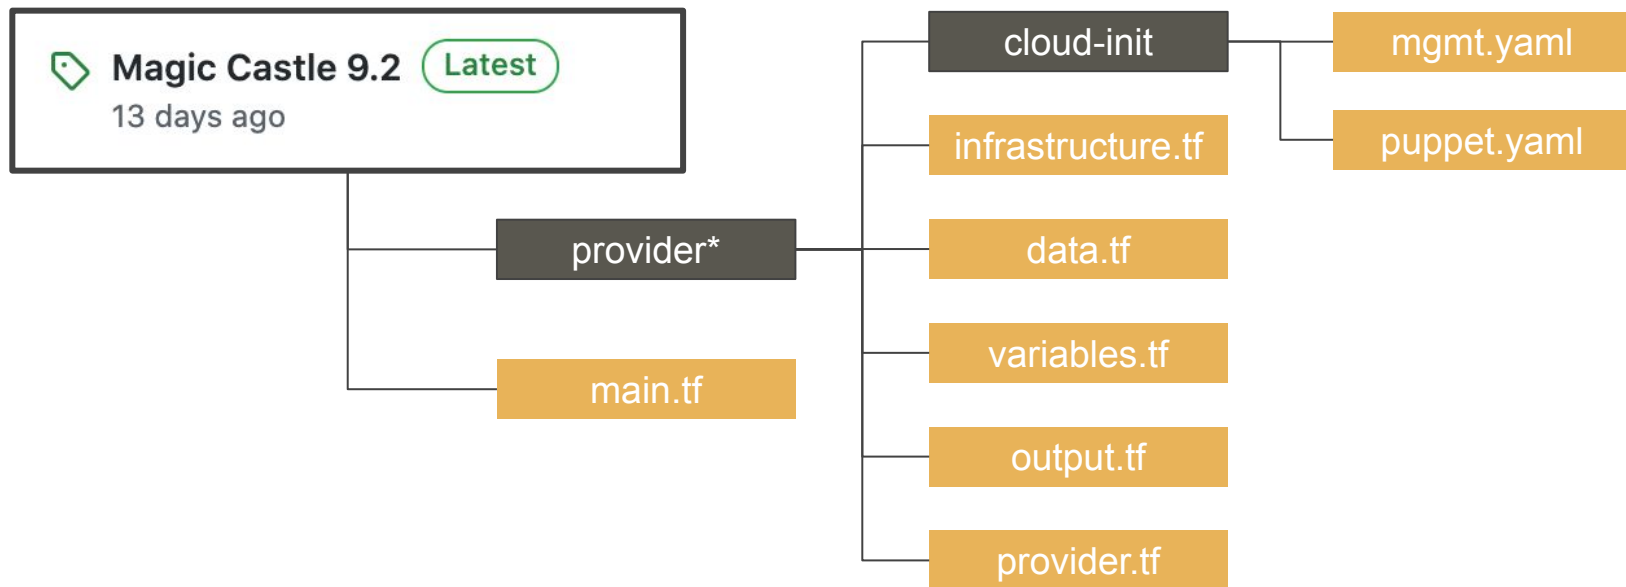 Magic Castle 9.2 Latest
13 days ago
provider*
main.tf
cloud-init
infrastructure.tf
data.tf
variables.tf
output.tf
provider.tf
mgmt.yaml
puppet.yaml